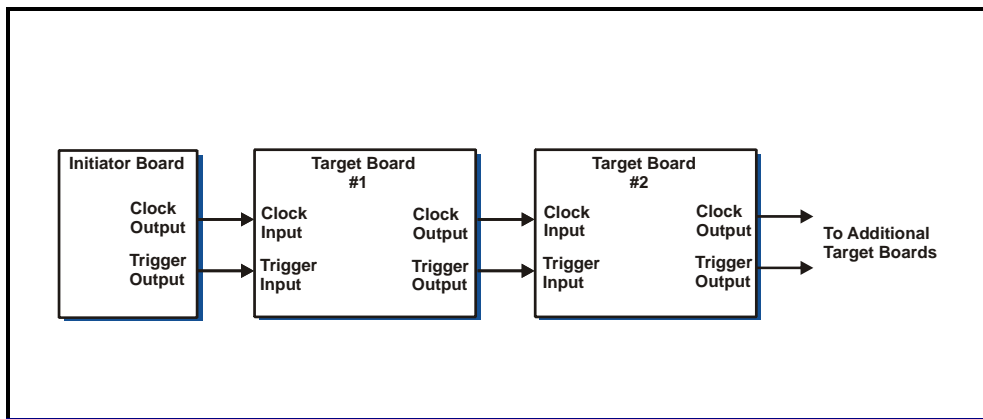 Initiator Board
Clock
Output
Trigger
Output
Target Board
#1
Clock
Input
Trigger
Input
Clock
Output
Trigger
Output
Target Board
#2
Clock
Input
Trigger
Input
Clock
Output
Trigger
Output
To Additional
Target Boards